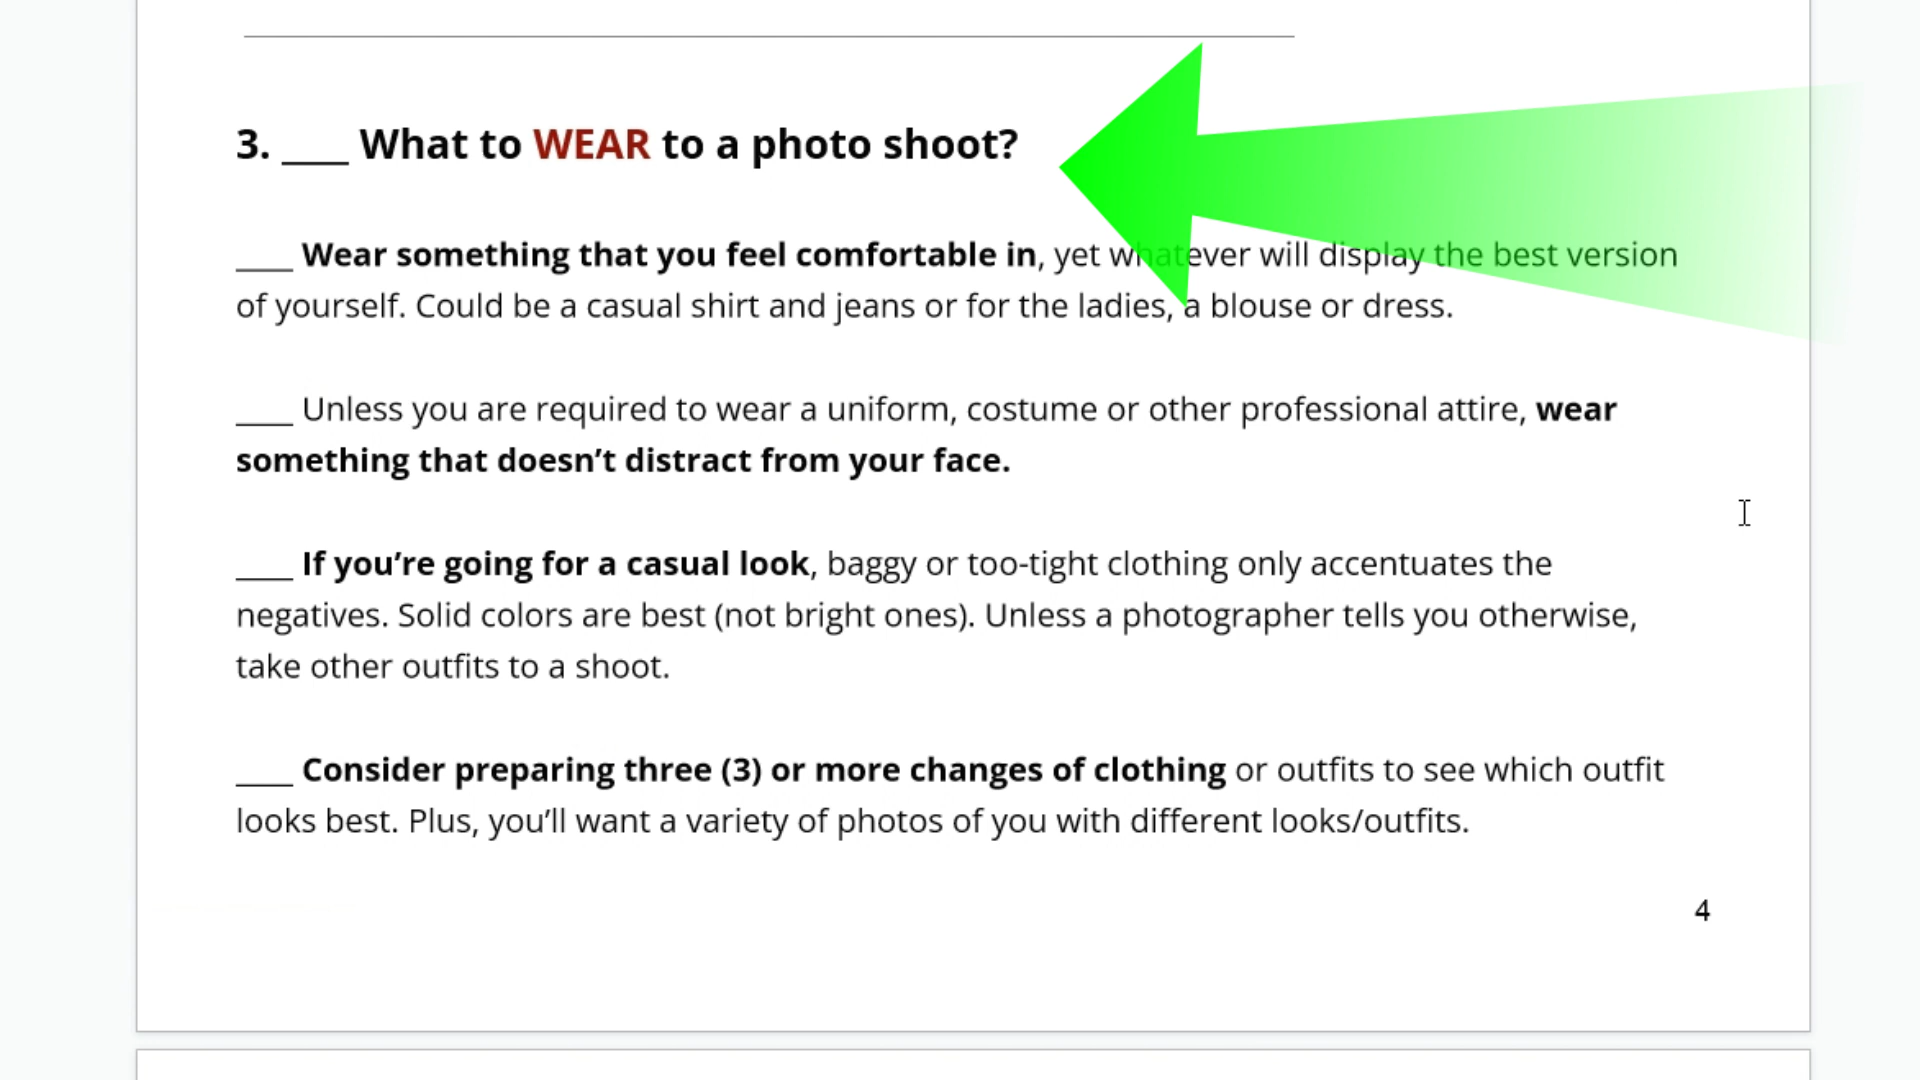 3. ____ What to WEAR to a photo shoot?
____ Wear something that you feel comfortable in, yet whatever will display the best version
of yourself. Could be a casual shirt and jeans or for the ladies, a blouse or dress.
____ Unless you are required to wear a uniform, costume or other professional attire, wear
something that doesn’t distract from your face.
____ If you’re going for a casual look, baggy or too-tight clothing only accentuates the
negatives. Solid colors are best (not bright ones). Unless a photographer tells you otherwise,
take other outfits to a shoot.
____ Consider preparing three (3) or more changes of clothing or outfits to see which outfit
looks best. Plus, you’ll want a variety of photos of you with different looks/outfits.
4